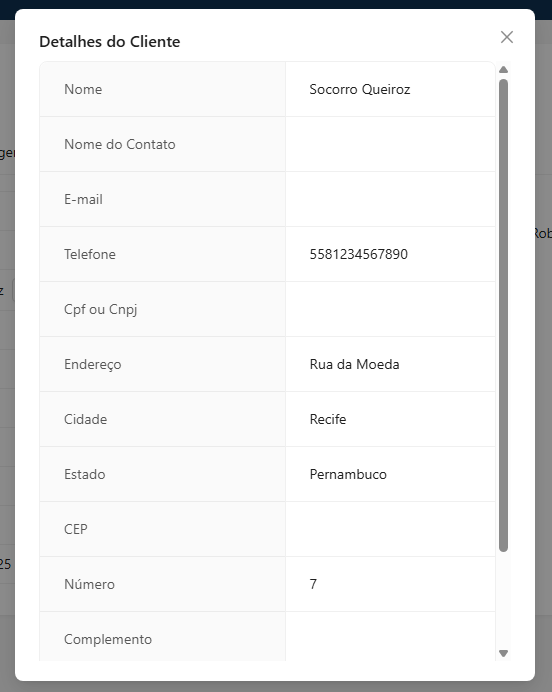 Detalhes do Cliente
Nome Socorro Queiroz
Nome do Contato
E-mail
Telefone 5581234567890
Cpf ou Cnpj
Endereço Rua da Moeda
Cidade Recife
Estado Pernambuco
CEP
Número 7
Complemento